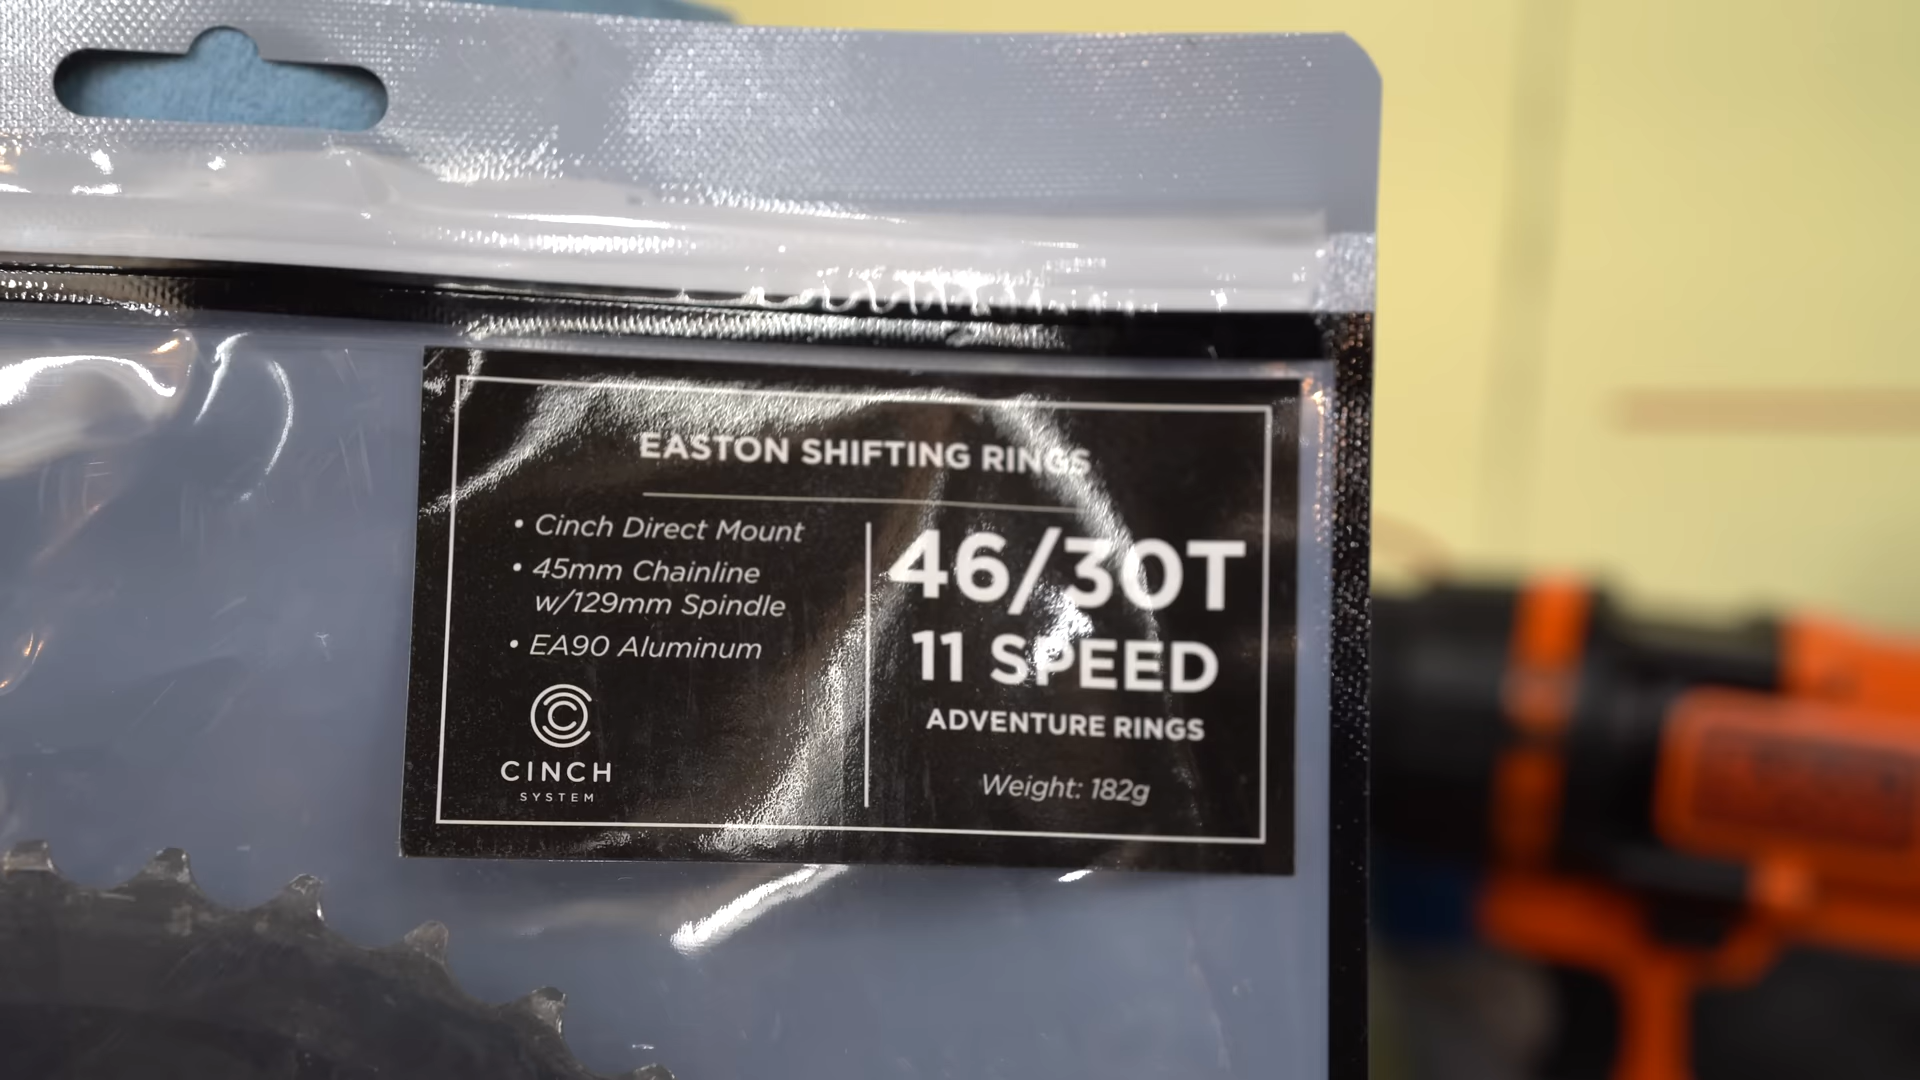 EASTON SHIFTING RINGS
• Cinch Direct Mount
• 45mm Chainline
w/129mm Spindle
• EA90 Aluminum
CINCH
SYSTEM
46/30T
11 SPEED
ADVENTURE RINGS
Weight: 182g